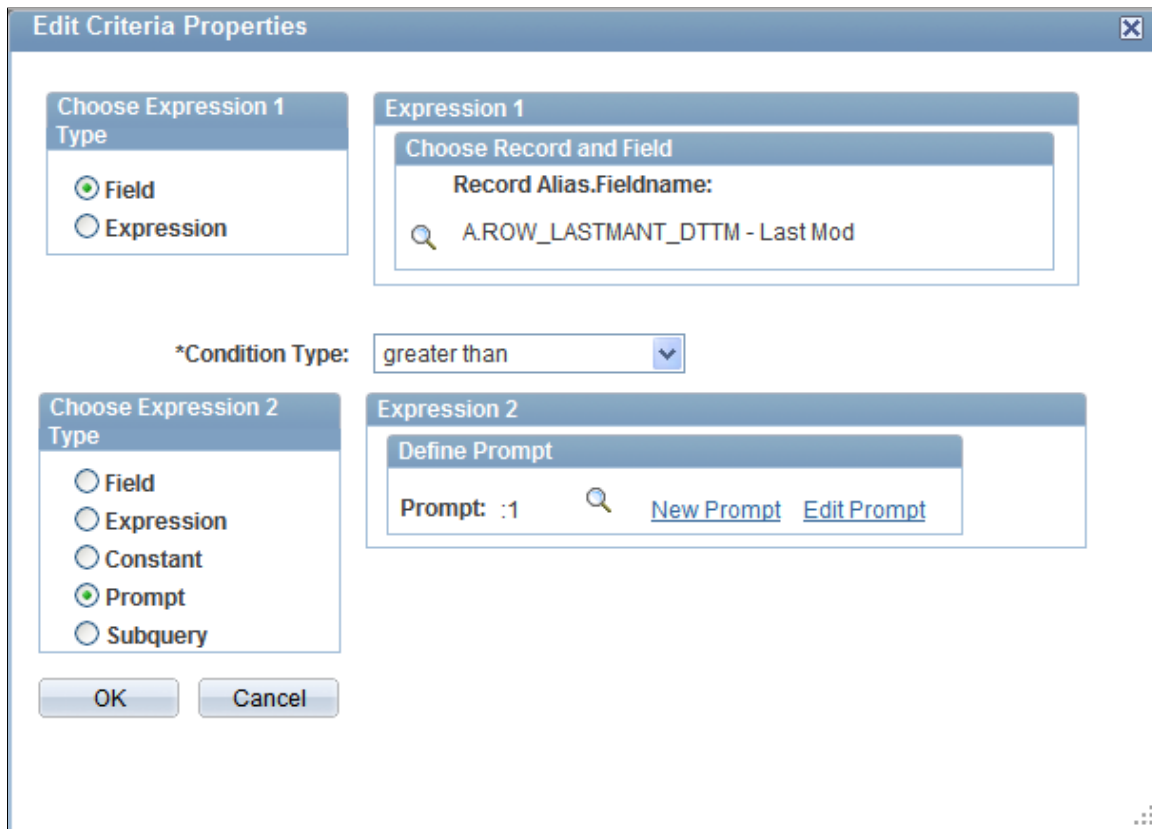 Edit Criteria Properties
Choose Expression 1
Type
Field
Expression
Expression 1
Choose Record and Field
Record Alias.Fieldname:
A.ROW_LASTMANT_DTTM - Last Mod
*Condition Type:
greater than
Choose Expression 2
Type
Field
Expression
Constant
Prompt
Subquery
Expression 2
Define Prompt
Prompt: :1 New Prompt Edit Prompt
OK Cancel